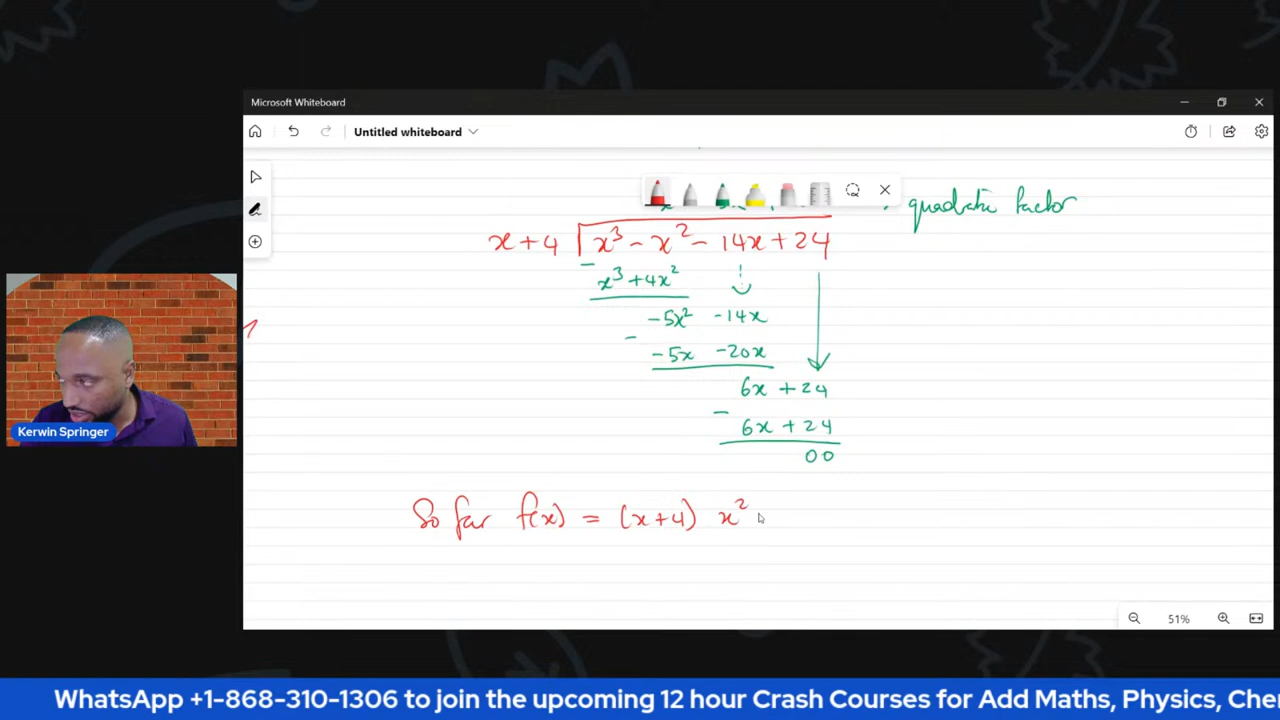 Microsoft Whiteboard
Untitled whiteboard
quadratic factor
x+4 x³ - x² - 14x + 24
- x³ + 4x²
-5x² -14x
- -5x -20x
6x + 24
- 6x + 24
00
So far f(x) = (x+4) x²
Kerwin Springer
51%
WhatsApp +1-868-310-1306 to join the upcoming 12 hour Crash Courses for Add Maths, Physics, Che